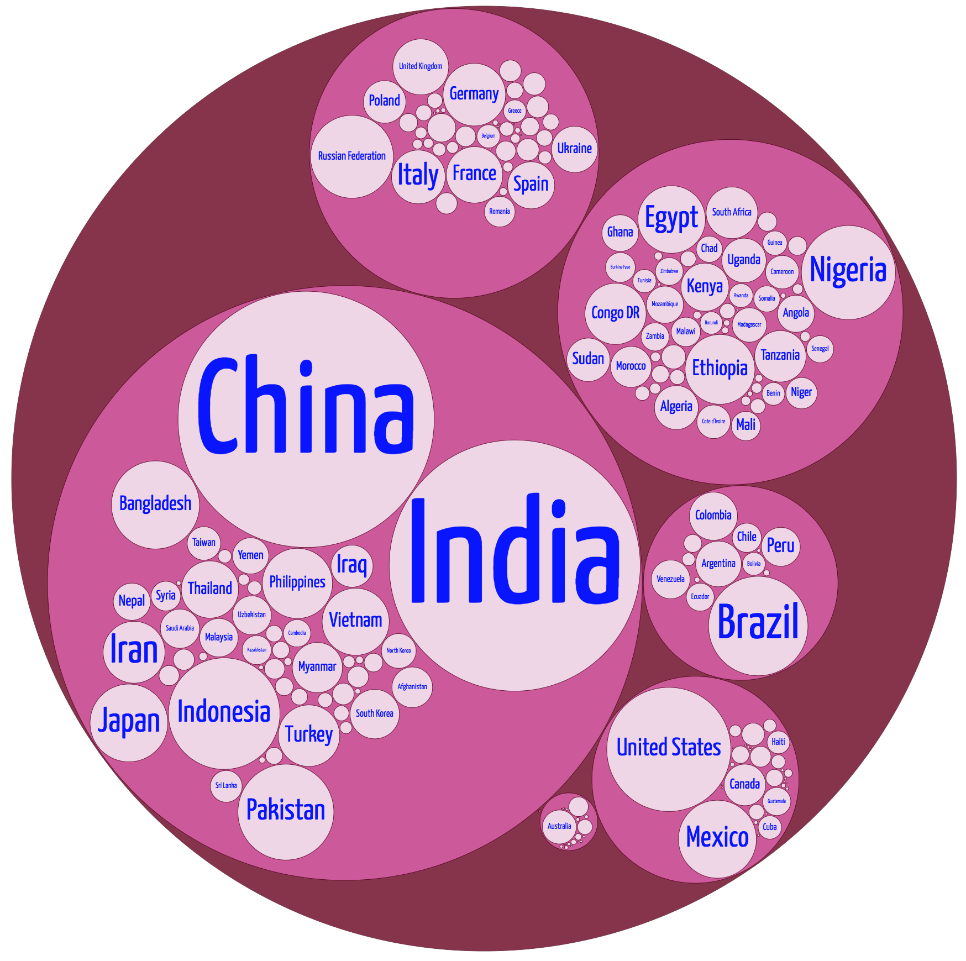 United Kingdom
Germany
Poland
Greece
Belgium
Russian Federation
Ukraine
Italy
France
Spain
Romania
Egypt
South Africa
Ghana
Chad
Guinea
Uganda
Nigeria
Burkina Faso
Zimbabwe
Cameroon
Tunisia
Kenya
Rwanda
Somalia
Mozambique
Congo DR
Angola
Burundi
Madagascar
Malawi
Zambia
Senegal
Sudan
Morocco
Ethiopia
Tanzania
Benin
Niger
Algeria
Cote d'Ivoire
Mali
China
India
Bangladesh
Taiwan
Yemen
Iraq
Philippines
Thailand
Nepal
Syria
Uzbekistan
Vietnam
Saudi Arabia
Malaysia
Cambodia
Iran
Kazakhstan
North Korea
Myanmar
Afghanistan
Japan
Indonesia
South Korea
Turkey
Sri Lanka
Pakistan
Colombia
Chile
Peru
Argentina
Bolivia
Venezuela
Ecuador
Brazil
United States
Haiti
Canada
Guatemala
Cuba
Mexico
Australia